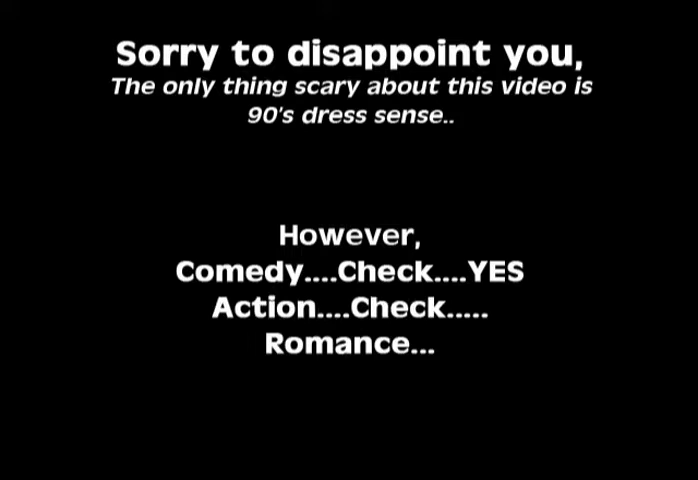 Sorry to disappoint you,
The only thing scary about this video is
90's dress sense..
However,
Comedy....Check....YES
Action....Check.....
Romance...